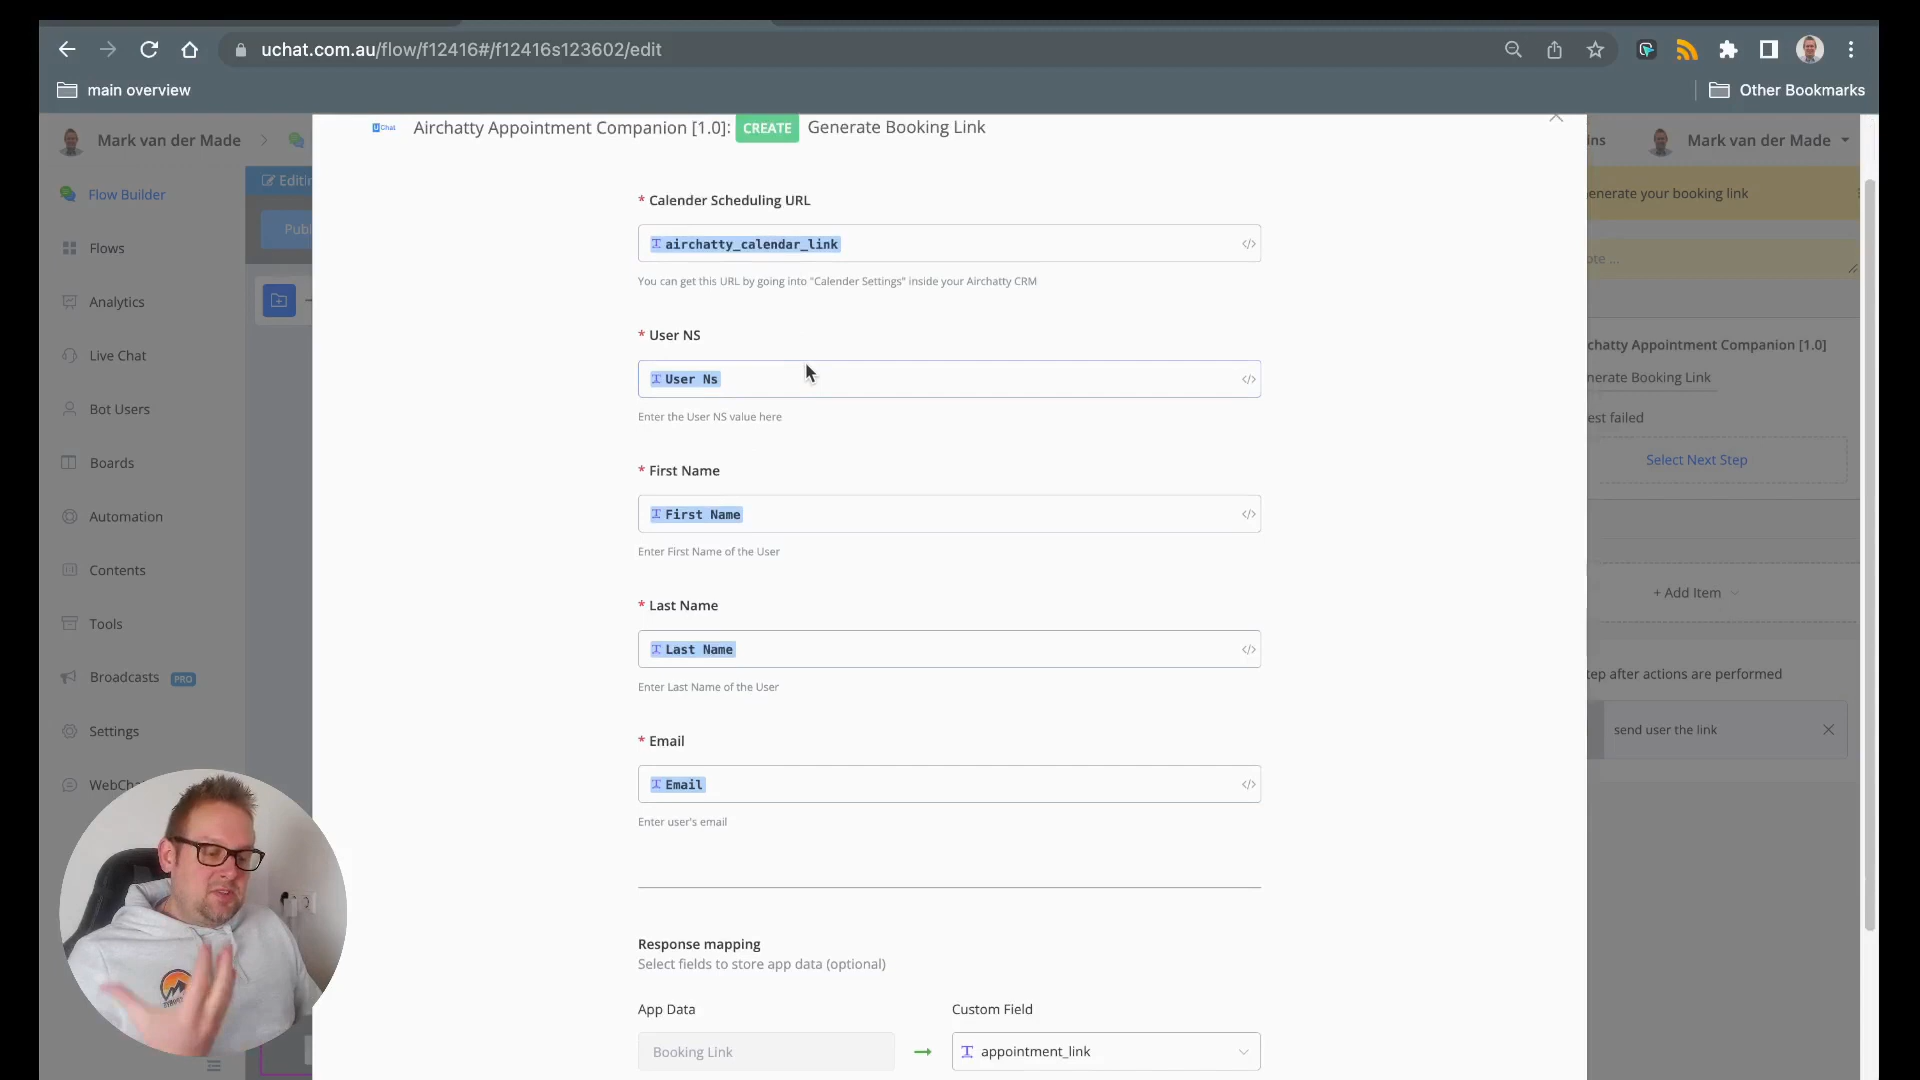 uchat.com.au/flow/f12416#/f12416s123602/edit
main overview
Other Bookmarks
Mark van der Made
Mark van der Made
UChat
Airchatty Appointment Companion [1.0]: CREATE Generate Booking Link
Flow Builder
Flows
Analytics
Live Chat
Bot Users
Boards
Automation
Contents
Tools
Broadcasts PRO
Settings
* Calender Scheduling URL
airchatty_calendar_link
</>
You can get this URL by going into "Calender Settings" inside your Airchatty CRM
* User NS
User Ns
</>
Enter the User NS value here
* First Name
First Name
</>
Enter First Name of the User
* Last Name
Last Name
</>
Enter Last Name of the User
* Email
Email
</>
Enter user's email
Response mapping
Select fields to store app data (optional)
App Data
Custom Field
Booking Link
appointment_link
your booking link
Appointment Companion [1.0]
Booking Link
failed
Select Next Step
+ Add Item
after actions are performed
send user the link